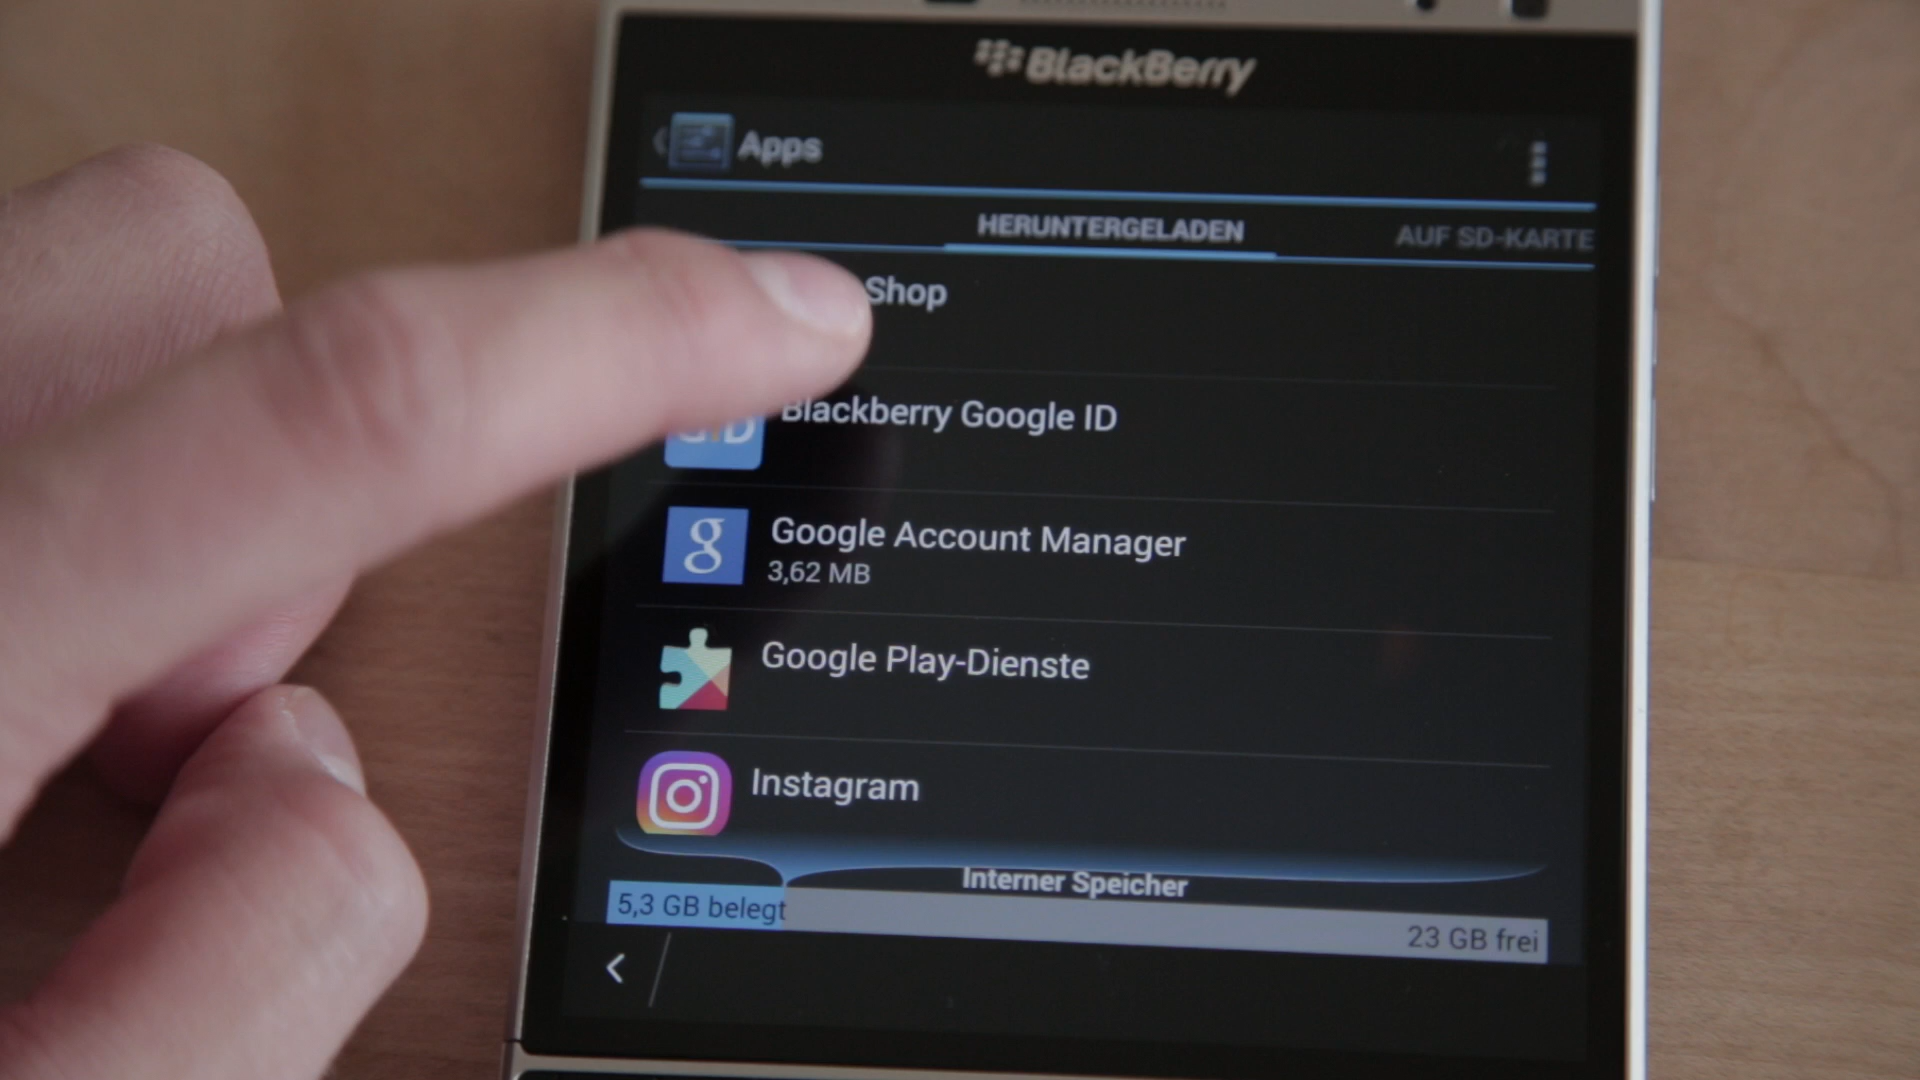 BlackBerry
Apps
HERUNTERGELADEN
AUF SD-KARTE
Shop
Blackberry Google ID
Google Account Manager
3,62 MB
Google Play-Dienste
Instagram
Interner Speicher
5,3 GB belegt
23 GB frei